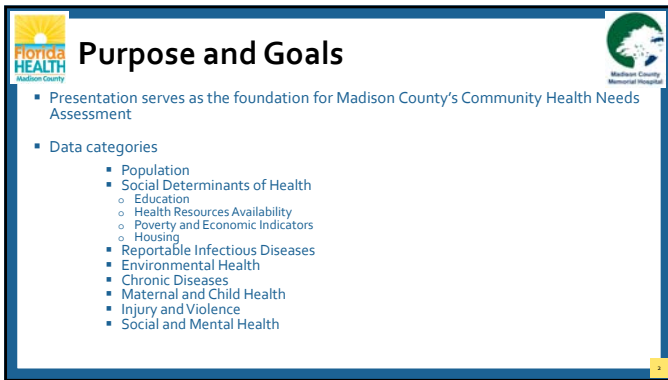 Florida
HEALTH
Madison County
Purpose and Goals
Madison County
Memorial Hospital
▪ Presentation serves as the foundation for Madison County’s Community Health Needs
Assessment
▪ Data categories
▪ Population
▪ Social Determinants of Health
o Education
o Health Resources Availability
o Poverty and Economic Indicators
o Housing
▪ Reportable Infectious Diseases
▪ Environmental Health
▪ Chronic Diseases
▪ Maternal and Child Health
▪ Injury and Violence
▪ Social and Mental Health
2